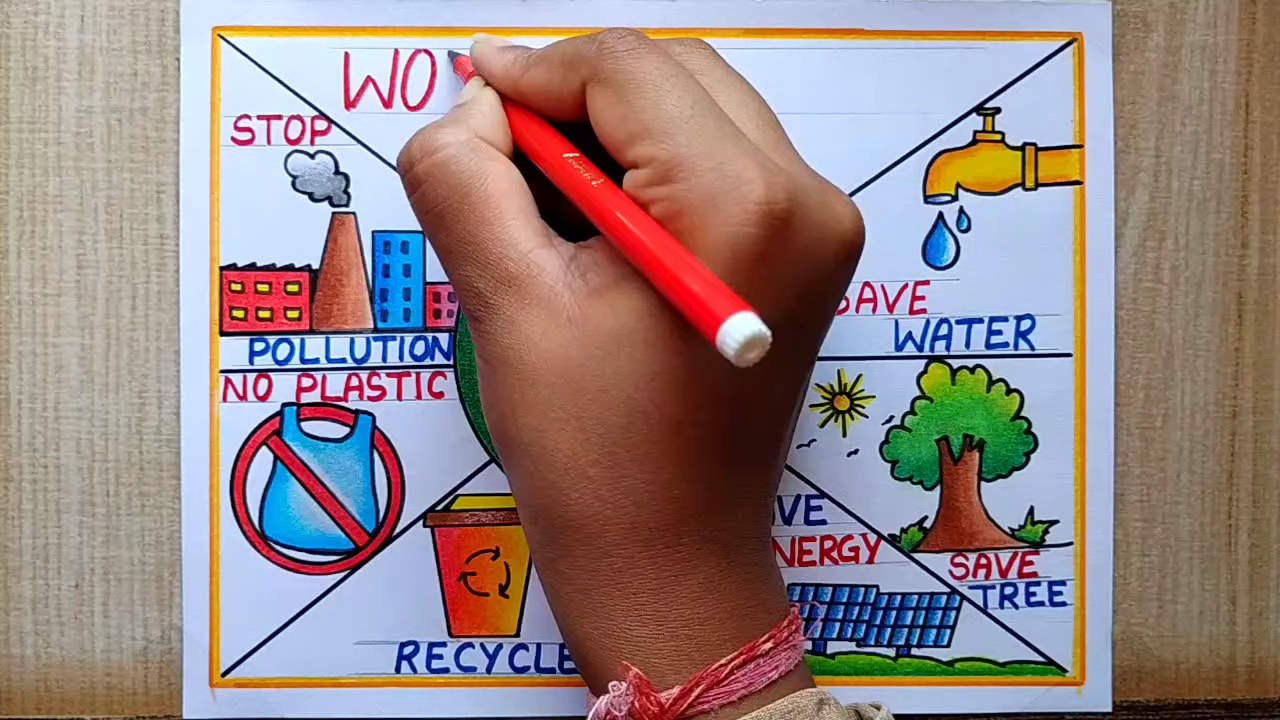 WO
STOP
POLLUTION
NO PLASTIC
RECYCLE
SAVE
WATER
VE
NERGY
SAVE
TREE